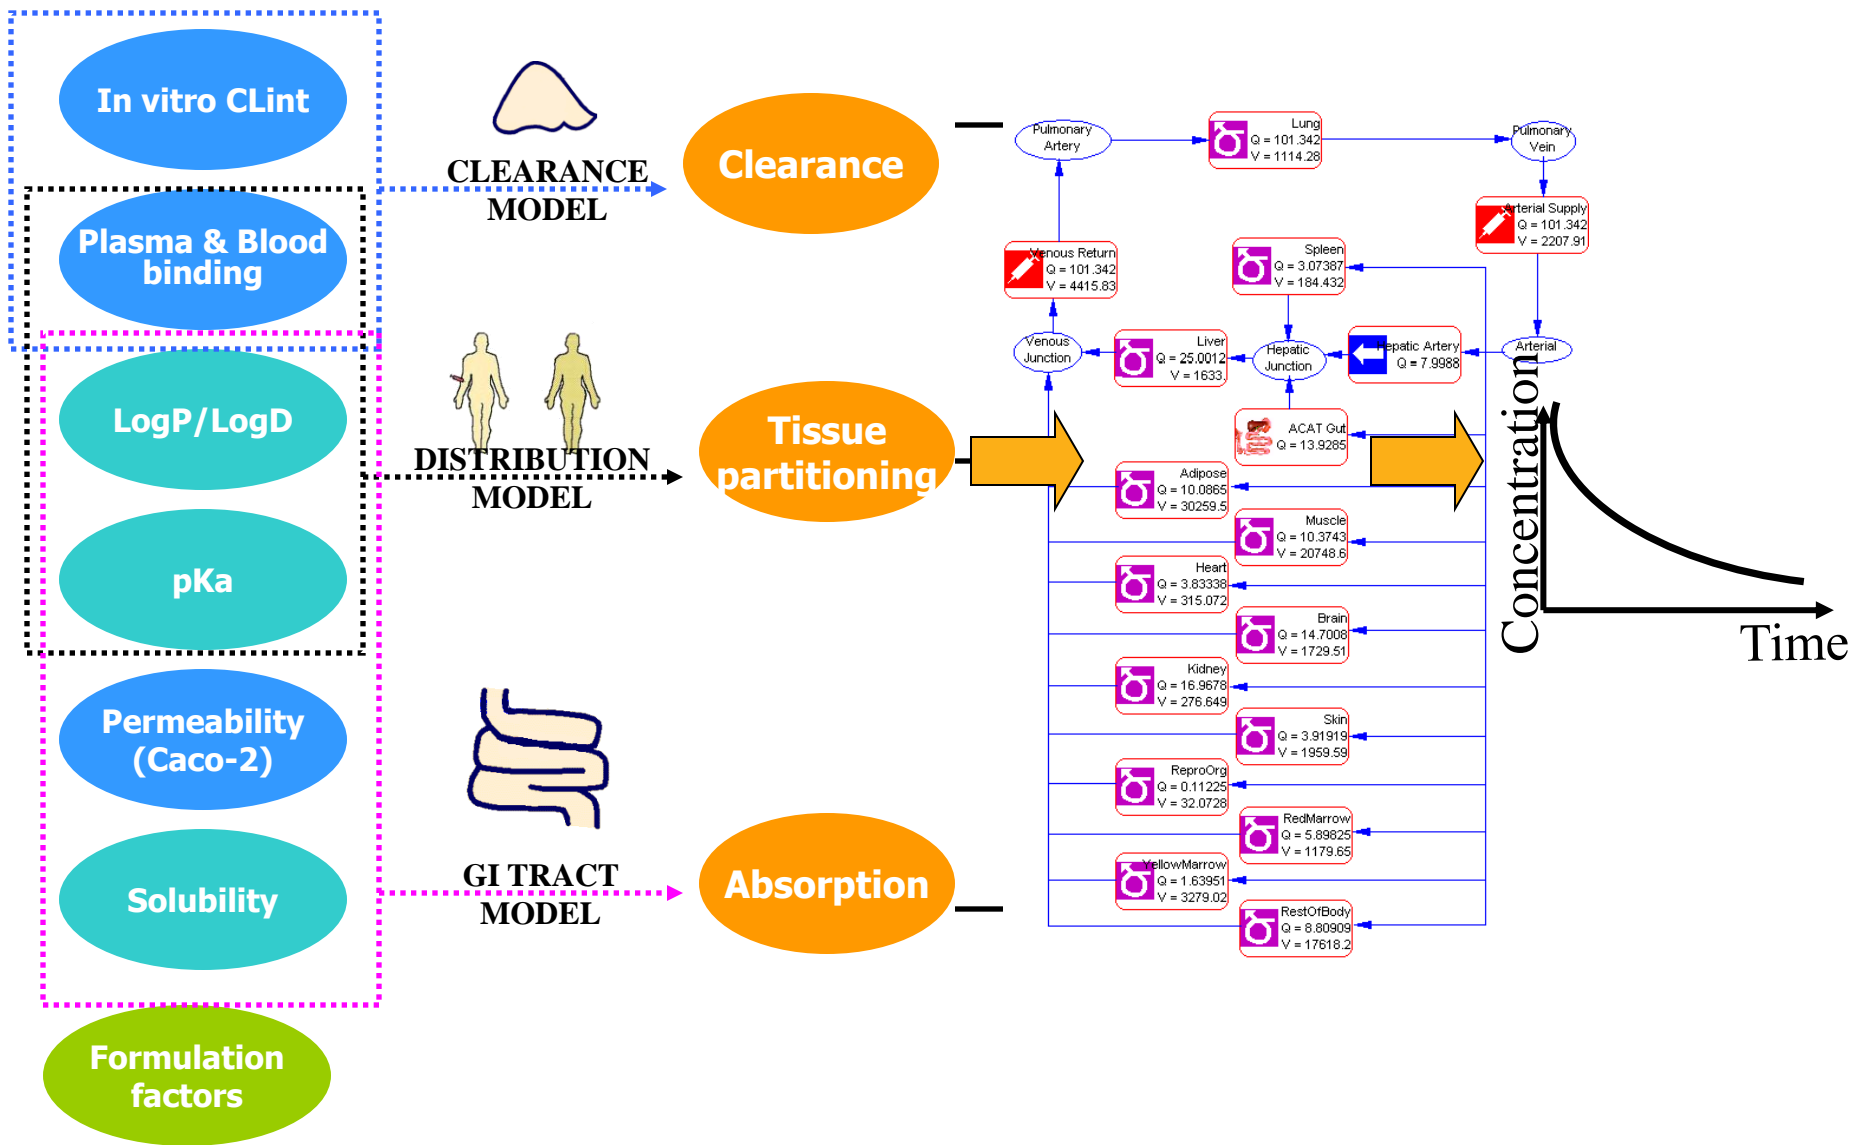 In vitro CLint
Plasma & Blood
binding
LogP/LogD
pKa
Permeability
(Caco-2)
Solubility
Formulation
factors
CLEARANCE
MODEL
DISTRIBUTION
MODEL
GI TRACT
MODEL
Clearance
Tissue
partitioning
Absorption
Pulmonary
Artery
Lung
Q = 101.342
V = 1114.28
Pulmonary
Vein
Arterial Supply
Q = 101.342
V = 2207.91
Venous Return
Q = 101.342
V = 4415.83
Spleen
Q = 3.07387
V = 184.432
Venous
Junction
Liver
Q = 25.0012
V = 1633.
Hepatic
Junction
Hepatic Artery
Q = 7.9988
Arterial
ACAT Gut
Q = 13.9285
Adipose
Q = 10.0865
V = 30259.5
Muscle
Q = 10.3743
V = 20748.6
Heart
Q = 3.83338
V = 315.072
Brain
Q = 14.7008
V = 1729.51
Kidney
Q = 16.9678
V = 276.649
Skin
Q = 3.91919
V = 1959.59
ReproOrg
Q = 0.11225
V = 32.0728
RedMarrow
Q = 5.89825
V = 1179.65
YellowMarrow
Q = 1.63951
V = 3279.02
RestOfBody
Q = 8.80909
V = 17618.2
Concentration
Time